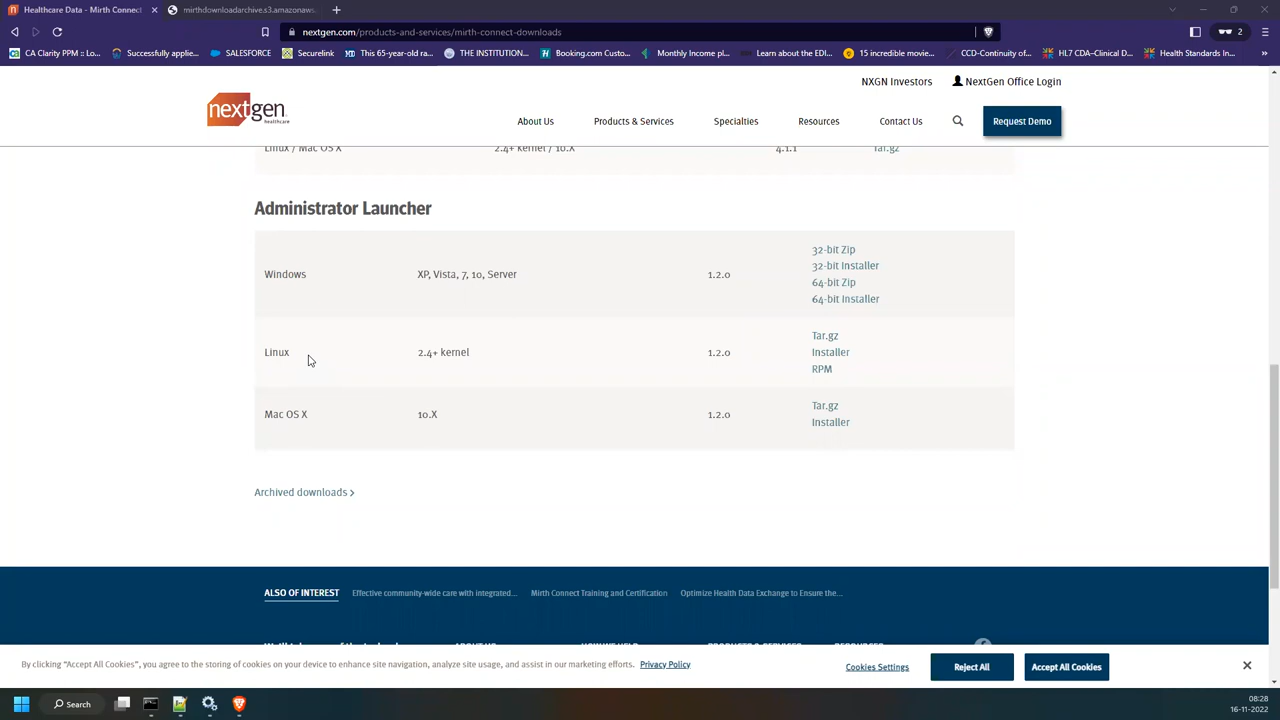 Healthcare Data - Mirth Connec
mirthdownloadarchive.s3.amazonaws.
nextgen.com/products-and-services/mirth-connect-downloads
2
CA Clarity PPM :: Lo...
Successfully applie...
SALESFORCE
Securelink
This 65-year-old ra...
THE INSTITUTION...
Booking.com Custo...
Monthly Income pl...
Learn about the EDI...
15 incredible movie...
CCD-Continuity of...
HL7 CDA–Clinical D...
Health Standards In...
NXGN Investors
NextGen Office Login
nextgen
healthcare
About Us
Products & Services
Specialties
Resources
Contact Us
Request Demo
Linux / Mac OS X
2.4+ kernel / 10.X
4.1.1
Tar.gz
Administrator Launcher
Windows
XP, Vista, 7, 10, Server
1.2.0
32-bit Zip
32-bit Installer
64-bit Zip
64-bit Installer
Linux
2.4+ kernel
1.2.0
Tar.gz
Installer
RPM
Mac OS X
10.X
1.2.0
Tar.gz
Installer
Archived downloads >
ALSO OF INTEREST
Effective community-wide care with integrated...
Mirth Connect Training and Certification
Optimize Health Data Exchange to Ensure the...
By clicking “Accept All Cookies”, you agree to the storing of cookies on your device to enhance site navigation, analyze site usage, and assist in our marketing efforts. Privacy Policy
Cookies Settings
Reject All
Accept All Cookies
Search
08:28
16-11-2022